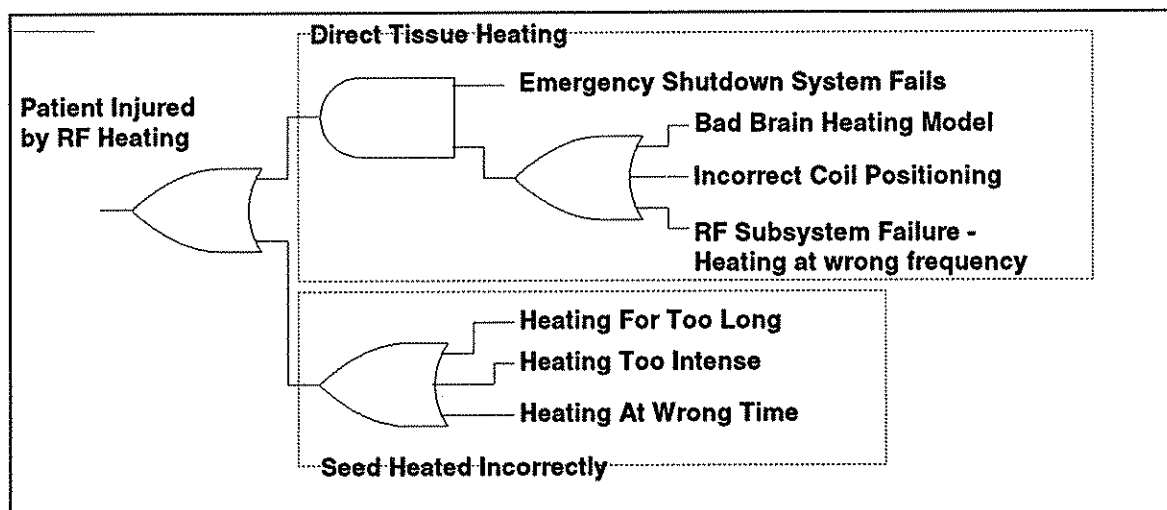 Direct Tissue Heating
Patient Injured
by RF Heating
Emergency Shutdown System Fails
Bad Brain Heating Model
Incorrect Coil Positioning
RF Subsystem Failure -
Heating at wrong frequency
Heating For Too Long
Heating Too Intense
Heating At Wrong Time
Seed Heated Incorrectly